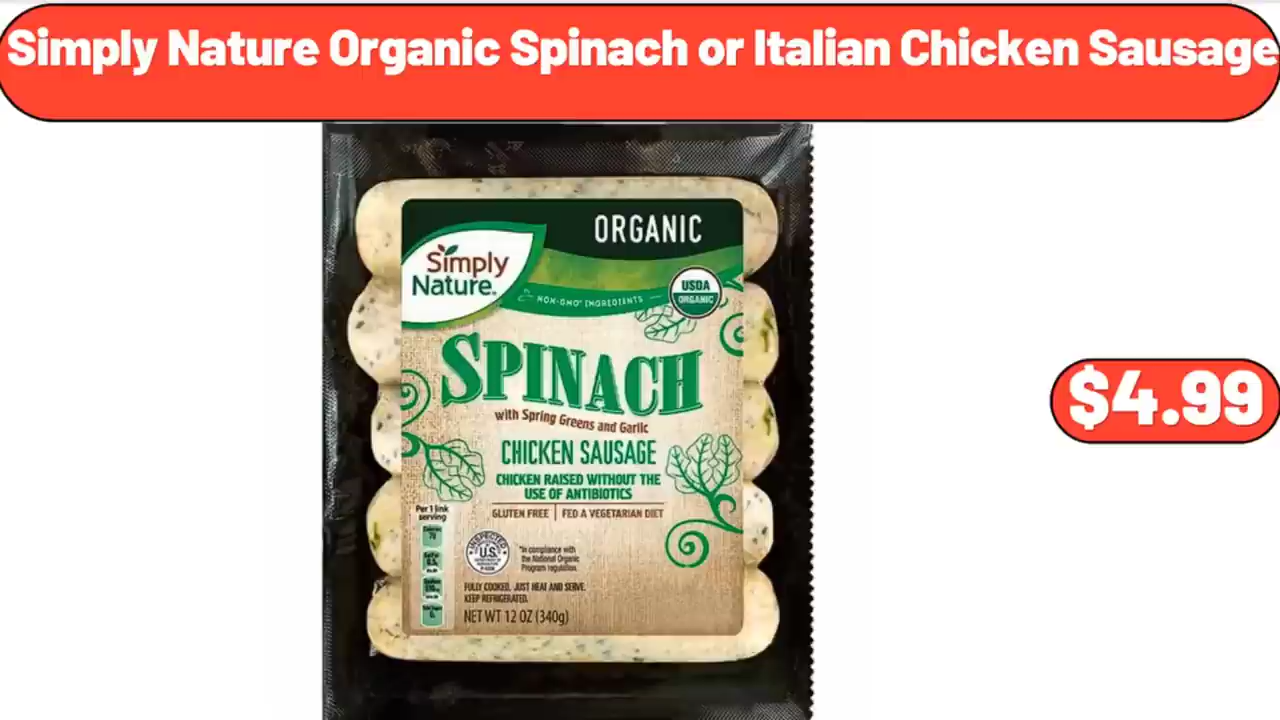 Simply Nature Organic Spinach or Italian Chicken Sausage
ORGANIC
Simply
Nature.
NON-GMO* INGREDIENTS
USDA
ORGANIC
SPINACH
with Spring Greens and Garlic
CHICKEN SAUSAGE
CHICKEN RAISED WITHOUT THE
USE OF ANTIBIOTICS
GLUTEN FREE | FED A VEGETARIAN DIET
$4.99
Per 1 link
serving
Calories
70
INSPECTED
U.S.
*In compliance with
the National Organic
Program regulation.
FULLY COOKED. JUST HEAT AND SERVE.
KEEP REFRIGERATED.
NET WT 12 OZ (340g)